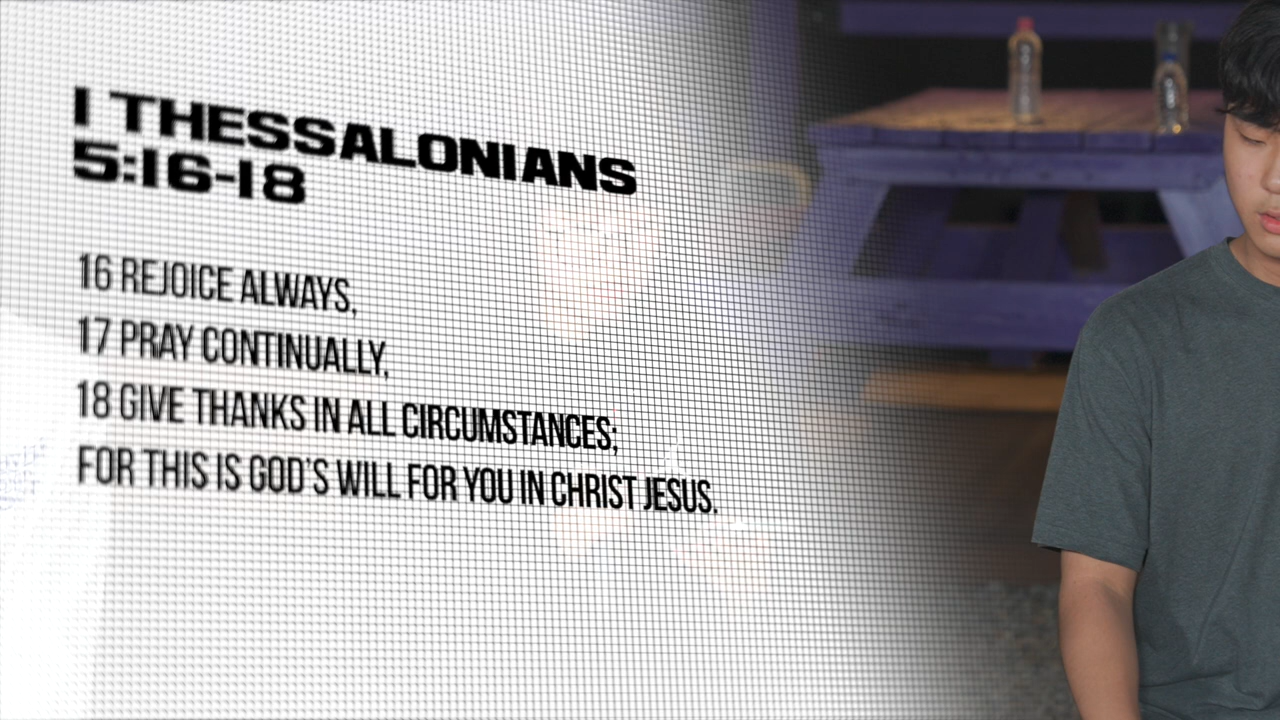 I THESSALONIANS
5:16-18
16 REJOICE ALWAYS,
17 PRAY CONTINUALLY,
18 GIVE THANKS IN ALL CIRCUMSTANCES;
FOR THIS IS GOD'S WILL FOR YOU IN CHRIST JESUS.